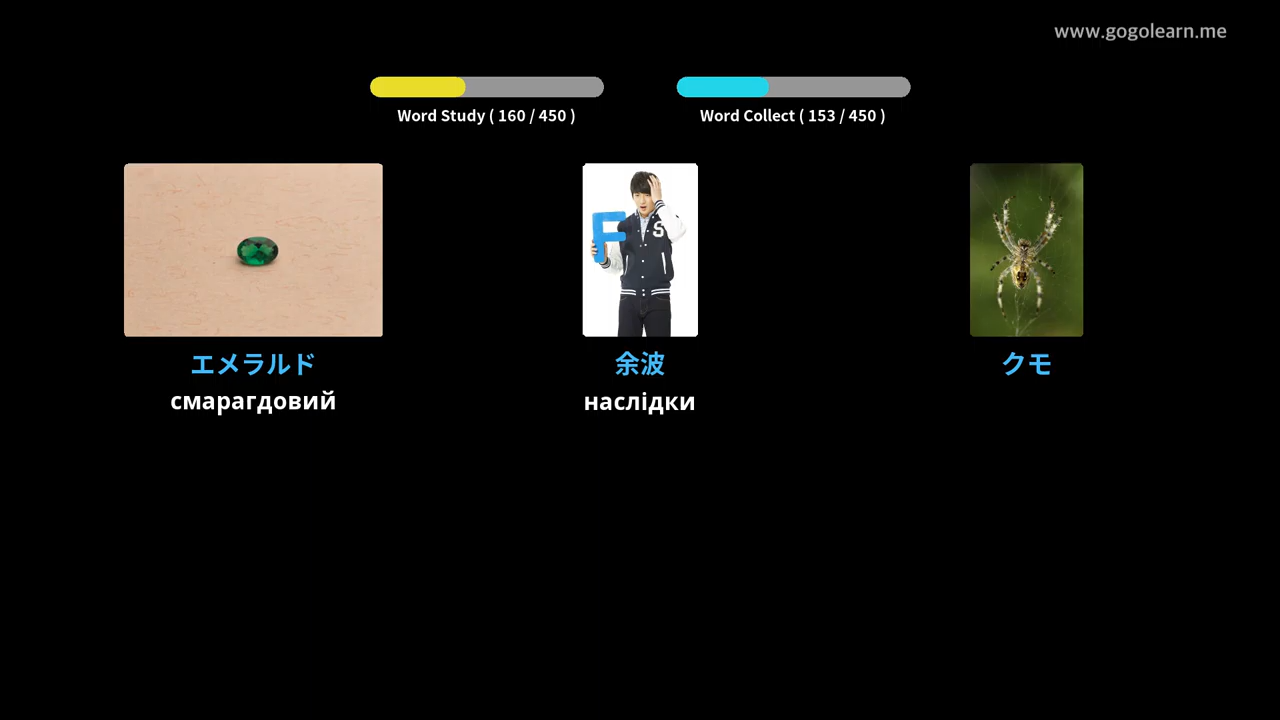 www.gogolearn.me
Word Study ( 160 / 450 )
Word Collect ( 153 / 450 )
F
S
エメラルド
余波
クモ
смарагдовий
наслідки